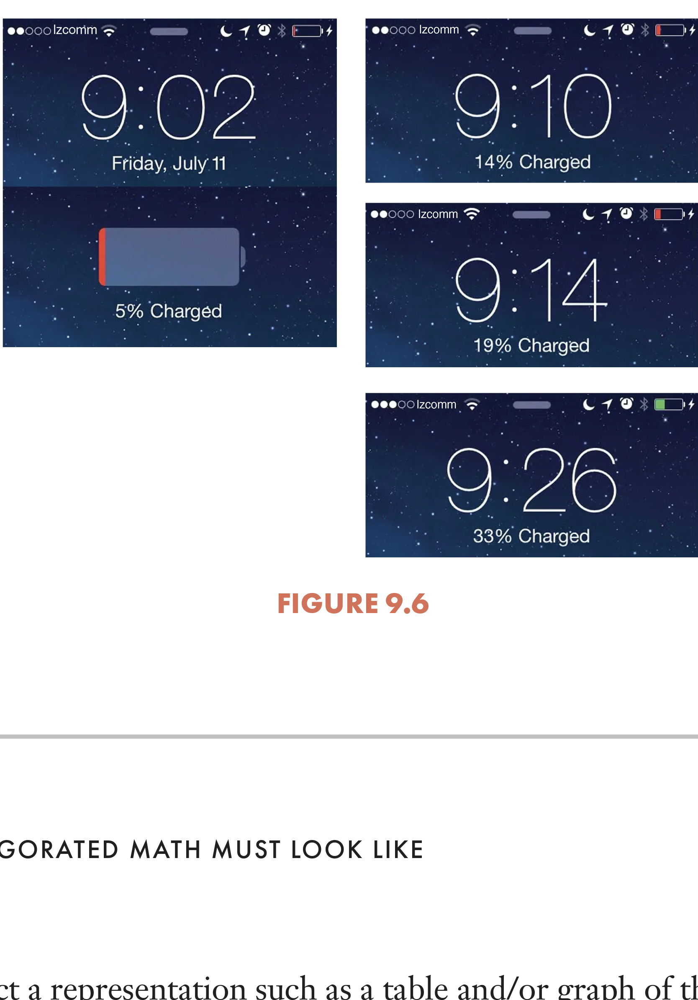 lzcomm
9:02
Friday, July 11
5% Charged
lzcomm
9:10
14% Charged
lzcomm
9:14
19% Charged
lzcomm
9:26
33% Charged
FIGURE 9.6
GORATED MATH MUST LOOK LIKE
ct a representation such as a table and/or graph of th